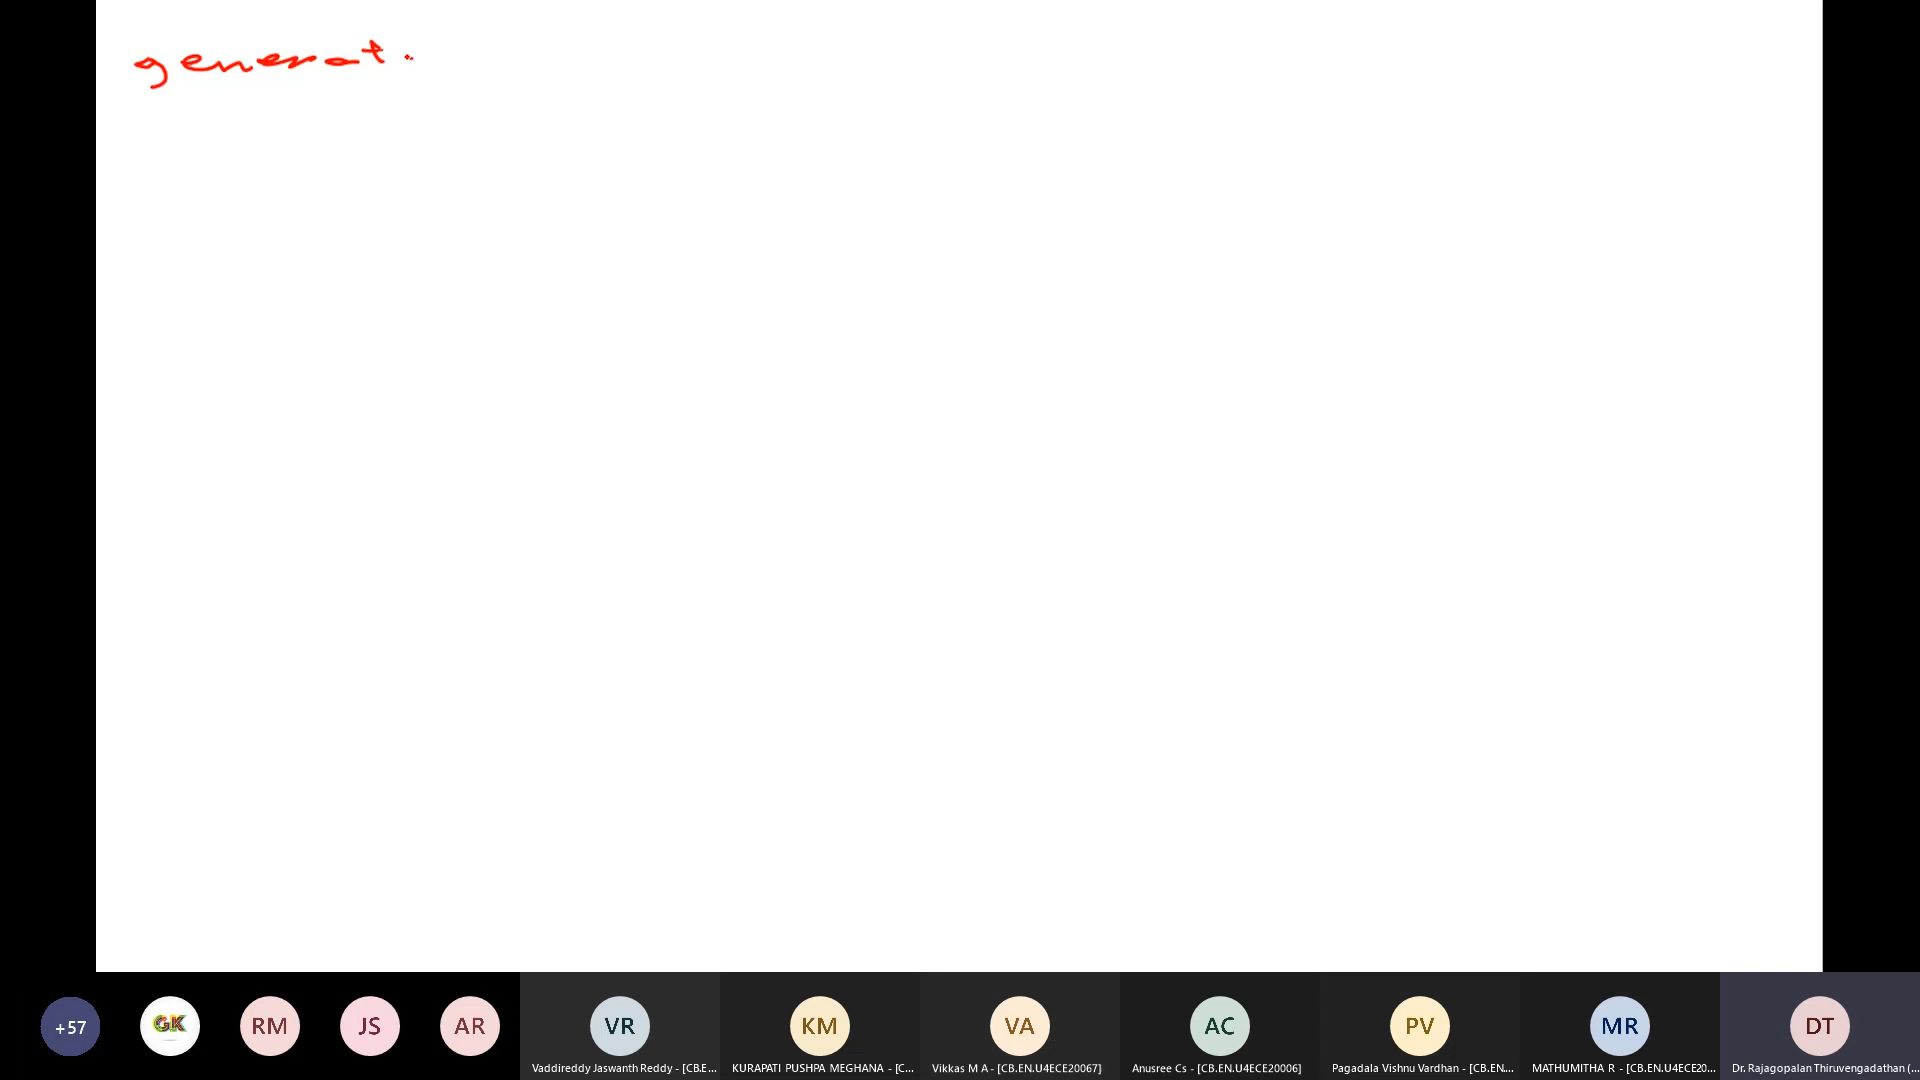 generat
+57
GK
RM
JS
AR
VR
KM
VA
AC
PV
MR
DT
Vaddireddy Jaswanth Reddy - [CB.E...
KURAPATI PUSHPA MEGHANA - [C...
Vikkas M A - [CB.EN.U4ECE20067]
Anusree Cs - [CB.EN.U4ECE20006]
Pagadala Vishnu Vardhan - [CB.EN....
MATHUMITHA R - [CB.EN.U4ECE20...
Dr. Rajagopalan Thiruvengadathan (...